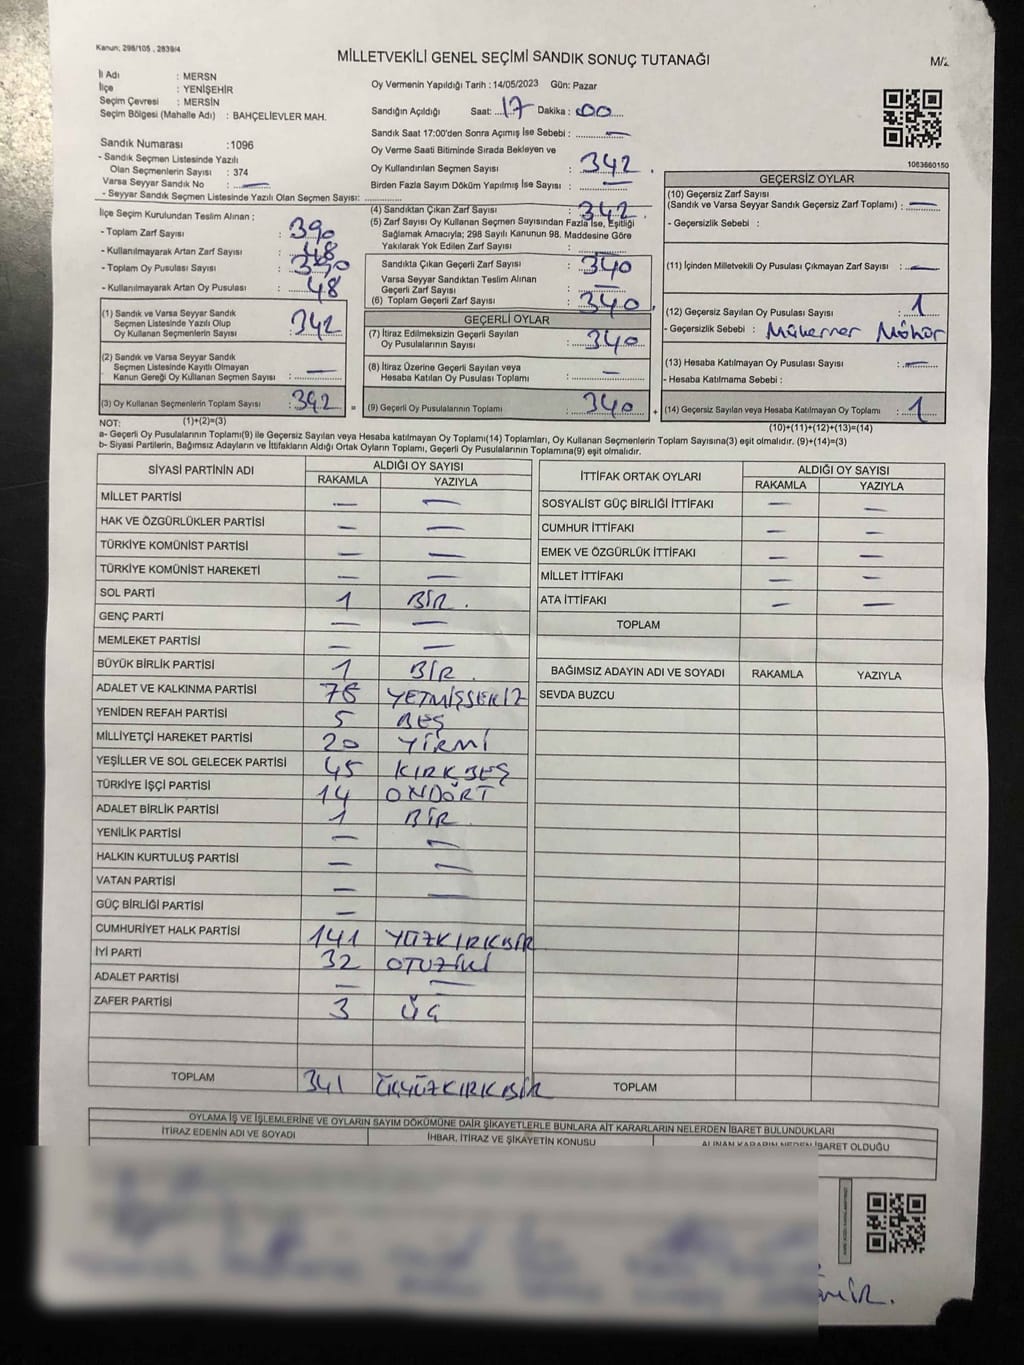 Kanun; 298/105 , 2839/4
MİLLETVEKİLİ GENEL SEÇİMİ SANDIK SONUÇ TUTANAĞI
M/2
İl Adı : MERSN
İlçe : YENİŞEHİR
Seçim Çevresi : MERSİN
Seçim Bölgesi (Mahalle Adı) : BAHÇELİEVLER MAH.
Oy Vermenin Yapıldığı Tarih : 14/05/2023 Gün: Pazar
Sandığın Açıldığı Saat: 17 Dakika : 00
Sandık Saat 17:00'den Sonra Açımış İse Sebebi : —
Oy Verme Saati Bitiminde Sırada Bekleyen ve
Oy Kullandırılan Seçmen Sayısı : 342
Birden Fazla Sayım Döküm Yapılmış İse Sayısı : —
1063660150
Sandık Numarası :1096
- Sandık Seçmen Listesinde Yazılı
Olan Seçmenlerin Sayısı : 374
Varsa Seyyar Sandık No : —
- Seyyar Sandık Seçmen Listesinde Yazılı Olan Seçmen Sayısı:
İlçe Seçim Kurulundan Teslim Alınan ;
- Toplam Zarf Sayısı : 390
- Kullanılmayarak Artan Zarf Sayısı : 48
- Toplam Oy Pusulası Sayısı : 390
- Kullanılmayarak Artan Oy Pusulası : 48
(1) Sandık ve Varsa Seyyar Sandık
Seçmen Listesinde Yazılı Olup
Oy Kullanan Seçmenlerin Sayısı : 342
(2) Sandık ve Varsa Seyyar Sandık
Seçmen Listesinde Kayıtlı Olmayan
Kanun Gereği Oy Kullanan Seçmen Sayısı : —
(3) Oy Kullanan Seçmenlerin Toplam Sayısı : 342
(1)+(2)=(3)
(4) Sandıktan Çıkan Zarf Sayısı : 342
(5) Zarf Sayısı Oy Kullanan Seçmen Sayısından Fazla İse, Eşitliği
Sağlamak Amacıyla; 298 Sayılı Kanunun 98. Maddesine Göre
Yakılarak Yok Edilen Zarf Sayısı :
Sandıkta Çıkan Geçerli Zarf Sayısı : 340
Varsa Seyyar Sandıktan Teslim Alınan
Geçerli Zarf Sayısı : —
(6) Toplam Geçerli Zarf Sayısı : 340
GEÇERLİ OYLAR
(7) İtiraz Edilmeksizin Geçerli Sayılan
Oy Pusulalarının Sayısı : 340
(8) İtiraz Üzerine Geçerli Sayılan veya
Hesaba Katılan Oy Pusulası Toplamı : —
= (9) Geçerli Oy Pusulalarının Toplamı : 340 +
GEÇERSİZ OYLAR
(10) Geçersiz Zarf Sayısı
(Sandık ve Varsa Seyyar Sandık Geçersiz Zarf Toplamı) : —
- Geçersizlik Sebebi :
(11) İçinden Milletvekili Oy Pusulası Çıkmayan Zarf Sayısı : —
(12) Geçersiz Sayılan Oy Pusulası Sayısı : 1
- Geçersizlik Sebebi : Mükerrer Mühür
(13) Hesaba Katılmayan Oy Pusulası Sayısı : —
- Hesaba Katılmama Sebebi :
(14) Geçersiz Sayılan veya Hesaba Katılmayan Oy Toplamı : 1
(10)+(11)+(12)+(13)=(14)
NOT:
a- Geçerli Oy Pusulalarının Toplamı(9) ile Geçersiz Sayılan veya Hesaba katılmayan Oy Toplamı(14) Toplamları, Oy Kullanan Seçmenlerin Toplam Sayısına(3) eşit olmalıdır. (9)+(14)=(3)
b- Siyasi Partilerin, Bağımsız Adayların ve İttifakların Aldığı Ortak Oyların Toplamı, Geçerli Oy Pusulalarının Toplamına(9) eşit olmalıdır.
SİYASİ PARTİNİN ADI ALDIĞI OY SAYISI
RAKAMLA YAZIYLA
MİLLET PARTİSİ — —
HAK VE ÖZGÜRLÜKLER PARTİSİ — —
TÜRKİYE KOMÜNİST PARTİSİ — —
TÜRKİYE KOMÜNİST HAREKETİ — —
SOL PARTİ 1 BİR.
GENÇ PARTİ — —
MEMLEKET PARTİSİ — —
BÜYÜK BİRLİK PARTİSİ 1 BİR.
ADALET VE KALKINMA PARTİSİ 78 YETMİŞSEKİZ
YENİDEN REFAH PARTİSİ 5 BEŞ
MİLLİYETÇİ HAREKET PARTİSİ 20 YİRMİ
YEŞİLLER VE SOL GELECEK PARTİSİ 45 KIRKBEŞ
TÜRKİYE İŞÇİ PARTİSİ 14 ONDÖRT
ADALET BİRLİK PARTİSİ 1 BİR
YENİLİK PARTİSİ — —
HALKIN KURTULUŞ PARTİSİ — —
VATAN PARTİSİ — —
GÜÇ BİRLİĞİ PARTİSİ —
CUMHURİYET HALK PARTİSİ 141 YÜZKIRKBİR
İYİ PARTİ 32 OTUZİKİ
ADALET PARTİSİ — —
ZAFER PARTİSİ 3 ÜÇ
TOPLAM 341 ÜÇYÜZKIRKBİR
İTTİFAK ORTAK OYLARI ALDIĞI OY SAYISI
RAKAMLA YAZIYLA
SOSYALİST GÜÇ BİRLİĞİ İTTİFAKI — —
CUMHUR İTTİFAKI — —
EMEK VE ÖZGÜRLÜK İTTİFAKI — —
MİLLET İTTİFAKI — —
ATA İTTİFAKI — —
TOPLAM
BAĞIMSIZ ADAYIN ADI VE SOYADI RAKAMLA YAZIYLA
SEVDA BUZCU
TOPLAM
OYLAMA İŞ VE İŞLEMLERİNE VE OYLARIN SAYIM DÖKÜMÜNE DAİR ŞİKAYETLERLE BUNLARA AİT KARARLARIN NELERDEN İBARET BULUNDUKLARI
İTİRAZ EDENİN ADI VE SOYADI İHBAR, İTİRAZ VE ŞİKAYETİN KONUSU ALINAN KARARIN NEDEN İBARET OLDUĞU